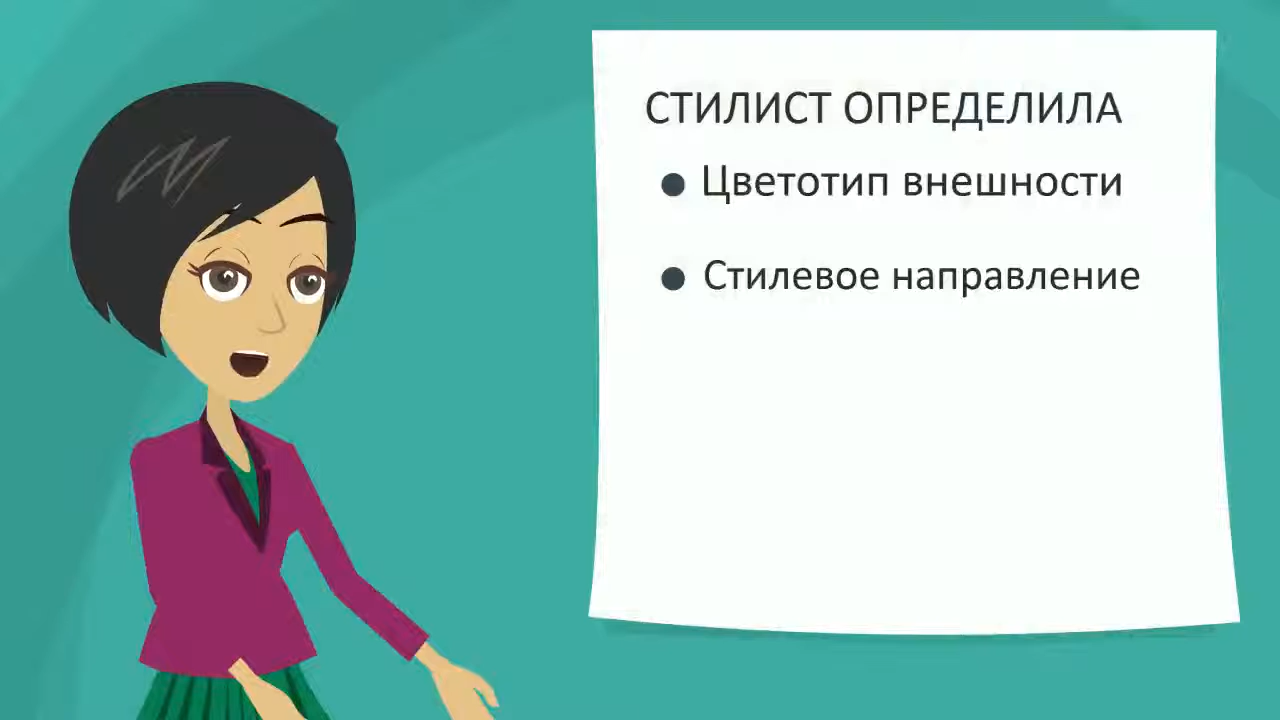 СТИЛИСТ ОПРЕДЕЛИЛА
Цветотип внешности
Стилевое направление